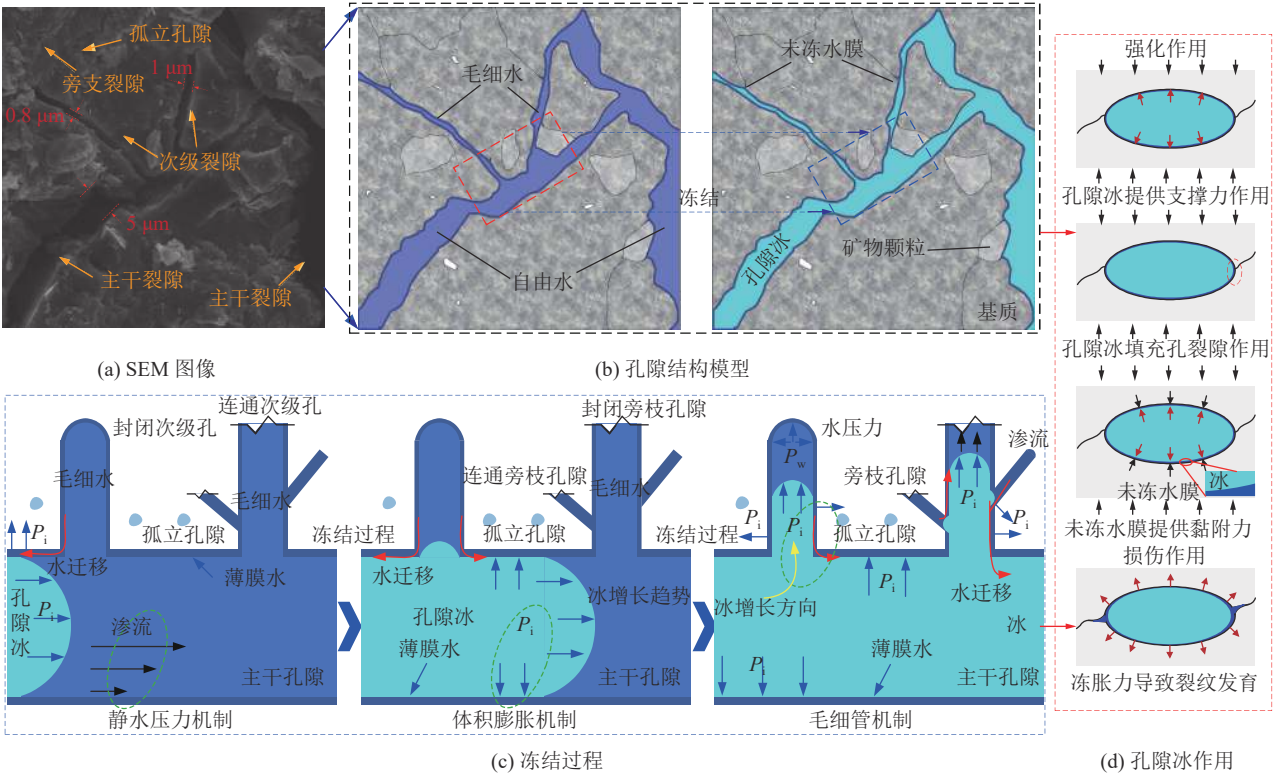 孤立孔隙
1 μm
旁支裂隙
0.8 μm
次级裂隙
5 μm
主干裂隙
主干裂隙
(a) SEM 图像
毛细水
自由水
冻结
未冻水膜
孔隙冰
矿物颗粒
基质
(b) 孔隙结构模型
连通次级孔
封闭次级孔
毛细水
毛细水
P_i
孤立孔隙
水迁移
薄膜水
孔隙冰
P_i
渗流
主干孔隙
静水压力机制
冻结过程
封闭旁枝孔隙
连通旁枝孔隙
毛细水
孤立孔隙
水迁移
冰增长趋势
孔隙冰
P_i
薄膜水
主干孔隙
体积膨胀机制
冻结过程
水压力
P_w
渗流
旁枝孔隙
P_i
P_i
P_i
P_i
孤立孔隙
P_i
水迁移
冰增长方向
冰
P_i
薄膜水
主干孔隙
毛细管机制
(c) 冻结过程
强化作用
孔隙冰提供支撑力作用
孔隙冰填充孔裂隙作用
冰
未冻水膜
未冻水膜提供黏附力
损伤作用
冻胀力导致裂纹发育
(d) 孔隙冰作用